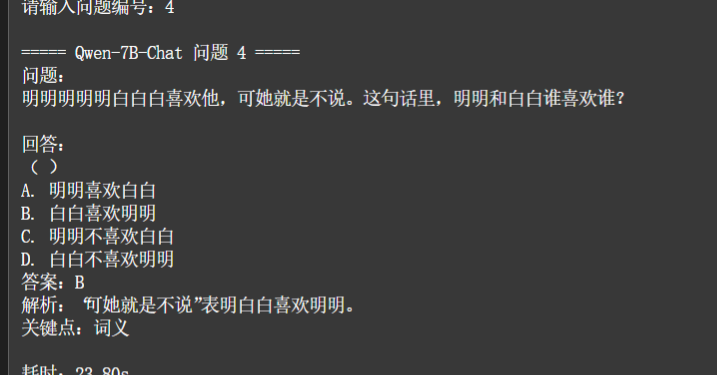 请输入问题编号：4
===== Qwen-7B-Chat 问题 4 =====
问题：
明明明明明白白白喜欢他，可她就是不说。这句话里，明明和白白谁喜欢谁？
回答：
（ ）
A. 明明喜欢白白
B. 白白喜欢明明
C. 明明不喜欢白白
D. 白白不喜欢明明
答案：B
解析：“可她就是不说”表明白白喜欢明明。
关键点：词义
耗时：23.80s